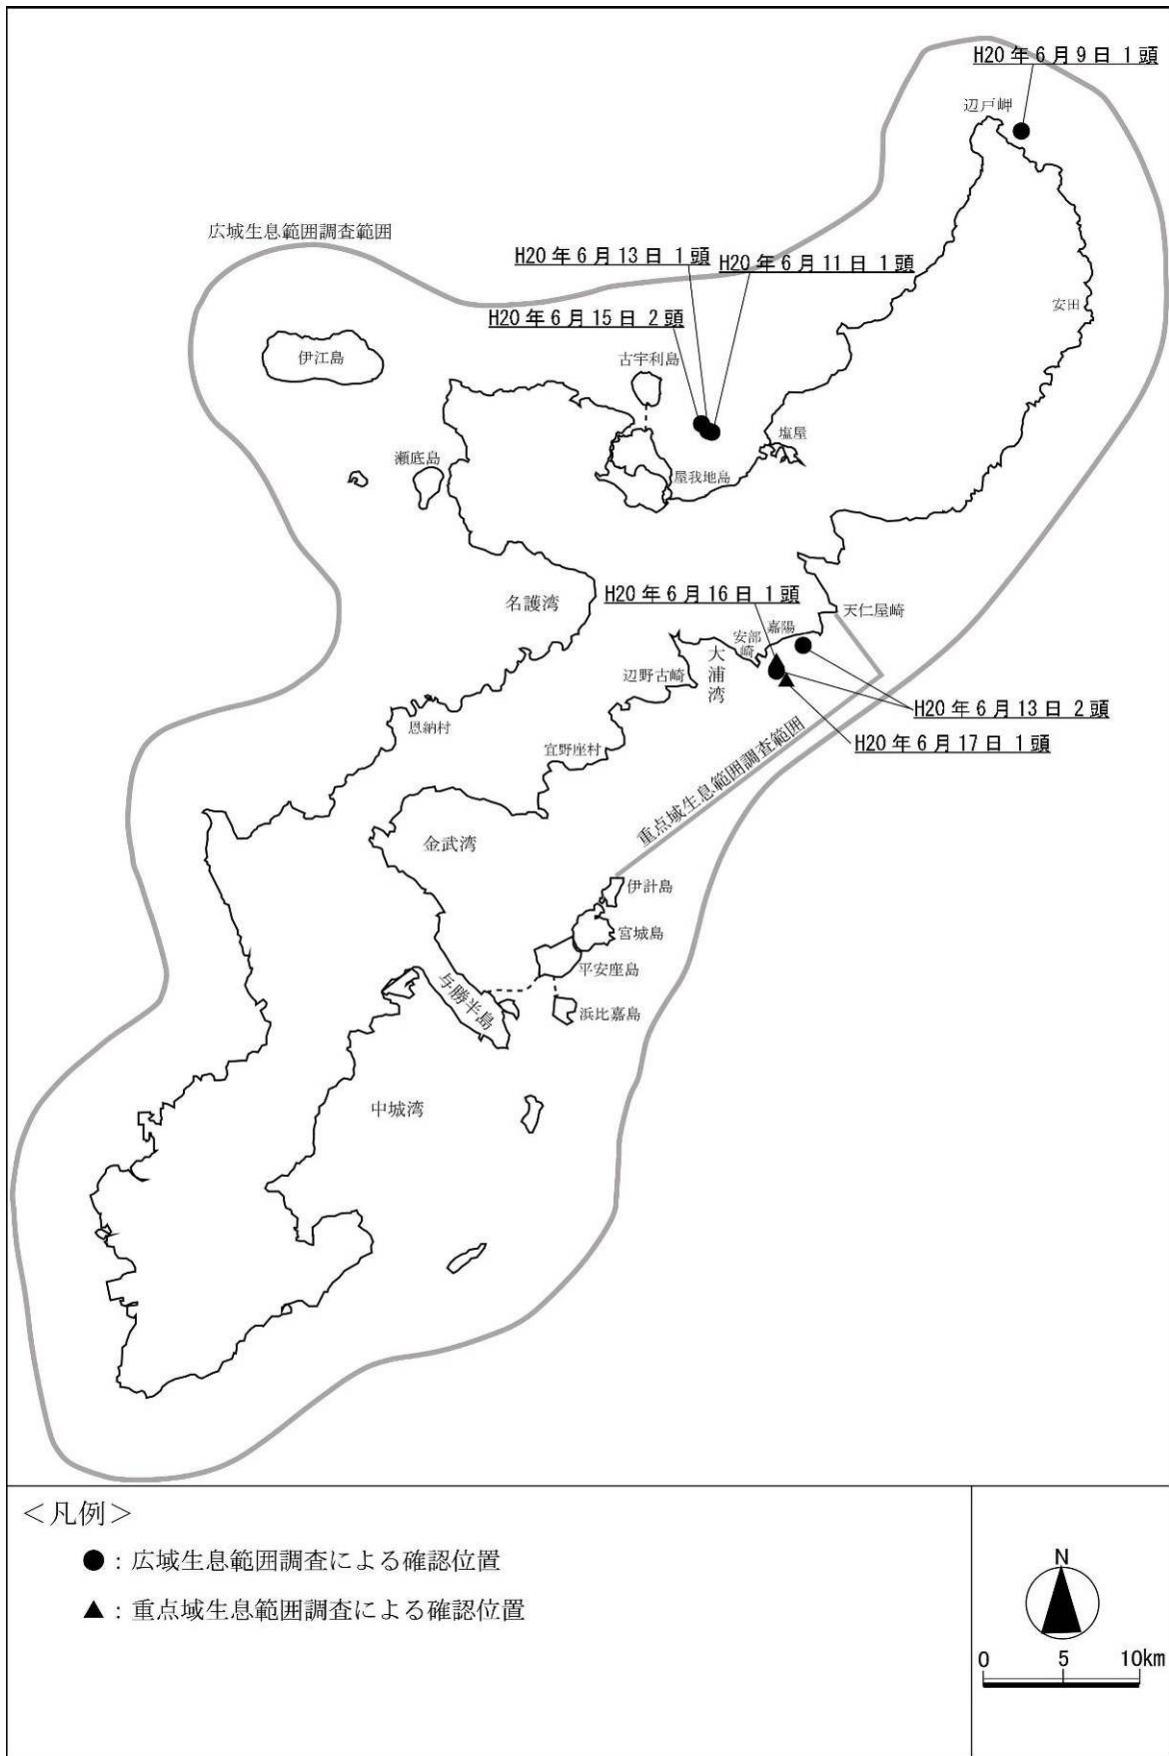 H20年6月9日 1頭
辺戸岬
広域生息範囲調査範囲
H20年6月13日 1頭
H20年6月11日 1頭
H20年6月15日 2頭
安田
伊江島
古宇利島
塩屋
瀬底島
屋我地島
H20年6月16日 1頭
名護湾
天仁屋崎
嘉陽
安部崎
大浦湾
辺野古崎
H20年6月13日 2頭
恩納村
宜野座村
H20年6月17日 1頭
重点域生息範囲調査範囲
金武湾
伊計島
宮城島
平安座島
与勝半島
浜比嘉島
中城湾
＜凡例＞
●：広域生息範囲調査による確認位置
▲：重点域生息範囲調査による確認位置
N
0 5 10km